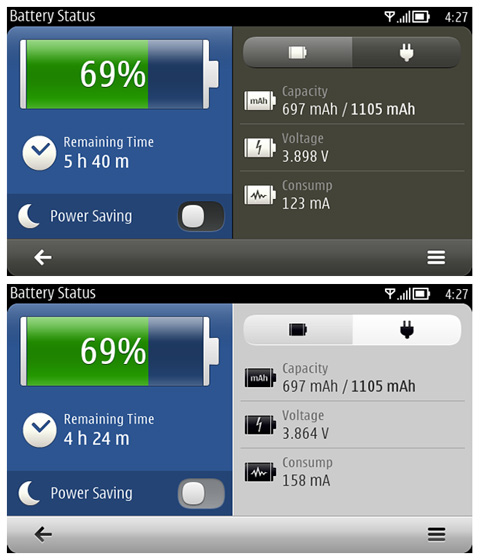 Battery Status 4:27
69%
Remaining Time
5 h 40 m
Power Saving
mAh
Capacity
697 mAh / 1105 mAh
Voltage
3.898 V
Consump
123 mA
Battery Status 4:27
69%
Remaining Time
4 h 24 m
Power Saving
mAh
Capacity
697 mAh / 1105 mAh
Voltage
3.864 V
Consump
158 mA